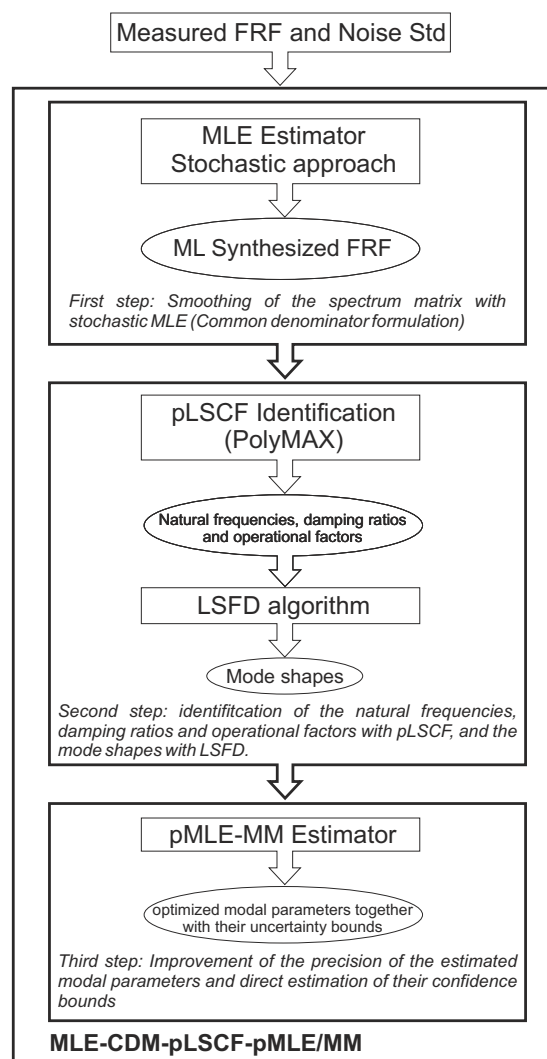 Measured FRF and Noise Std
MLE Estimator
Stochastic approach
ML Synthesized FRF
First step: Smoothing of the spectrum matrix with
stochastic MLE (Common denominator formulation)
pLSCF Identification
(PolyMAX)
Natural frequencies, damping ratios
and operational factors
LSFD algorithm
Mode shapes
Second step: identifitcation of the natural frequencies,
damping ratios and operational factors with pLSCF, and the
mode shapes with LSFD.
pMLE-MM Estimator
optimized modal parameters together
with their uncertainty bounds
Third step: Improvement of the precision of the estimated
modal parameters and direct estimation of their confidence
bounds
MLE-CDM-pLSCF-pMLE/MM